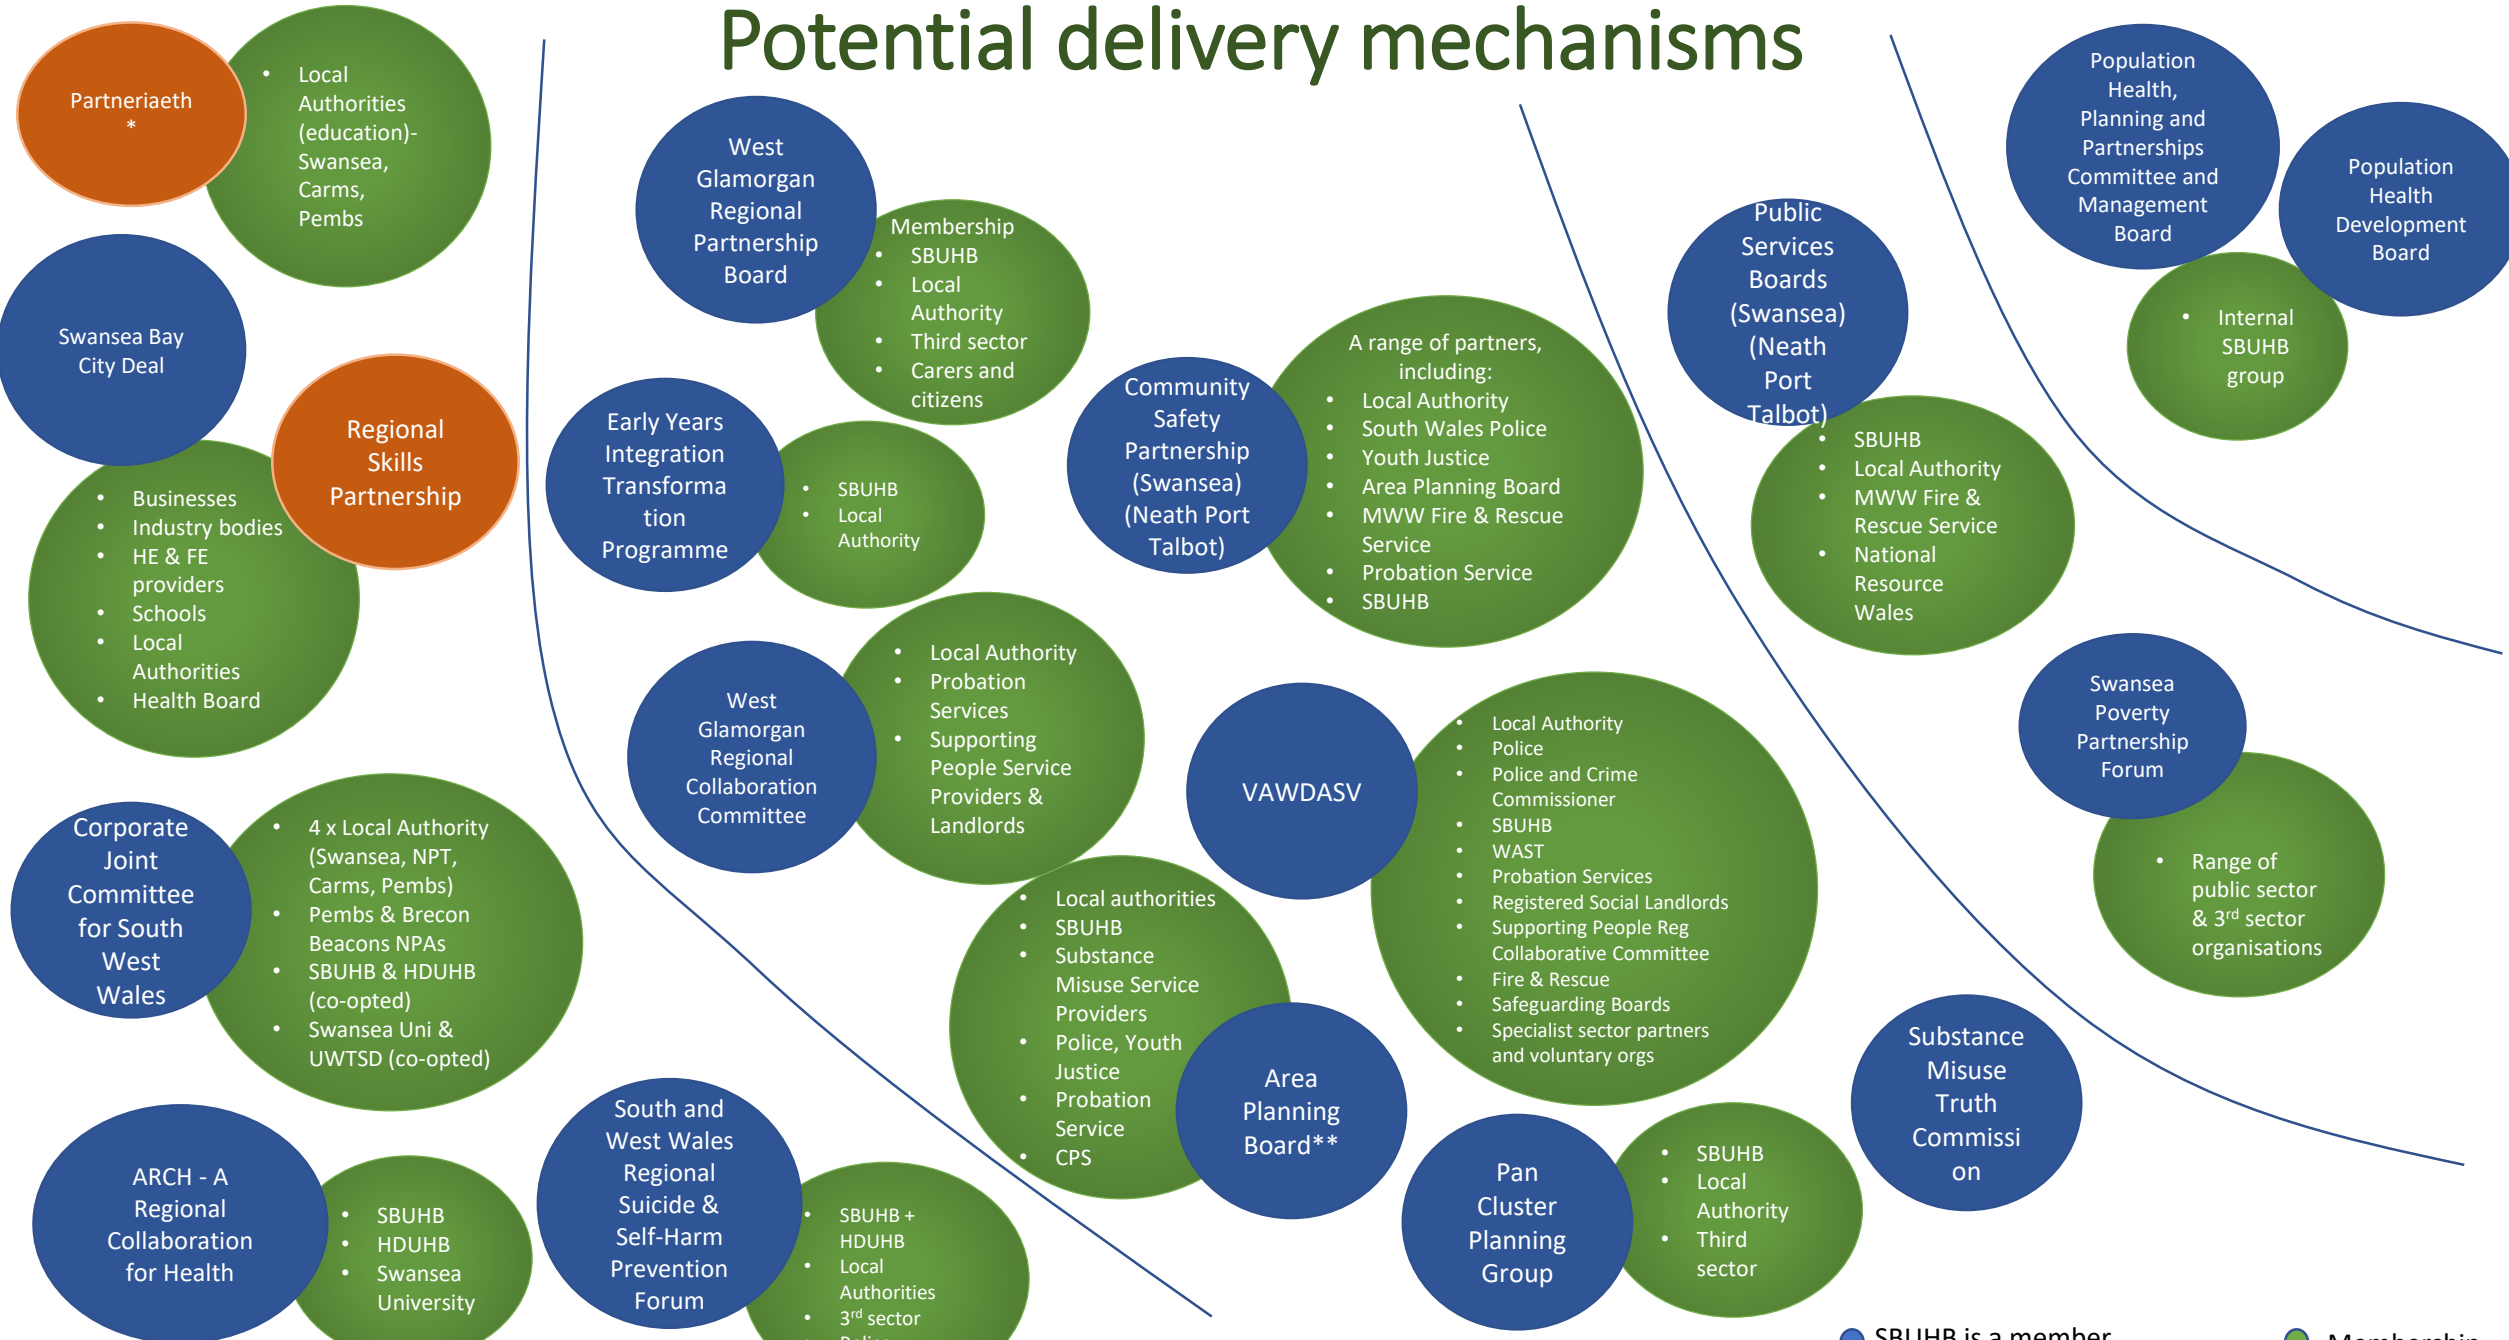 Potential delivery mechanisms
Partneriaeth
*
• Local
Authorities
(education)-
Swansea,
Carms,
Pembs
Swansea Bay
City Deal
Regional
Skills
Partnership
• Businesses
• Industry bodies
• HE & FE
providers
• Schools
• Local
Authorities
• Health Board
Corporate
Joint
Committee
for South
West
Wales
• 4 x Local Authority
(Swansea, NPT,
Carms, Pembs)
• Pembs & Brecon
Beacons NPAs
• SBUHB & HDUHB
(co-opted)
• Swansea Uni &
UWTSD (co-opted)
ARCH - A
Regional
Collaboration
for Health
• SBUHB
• HDUHB
• Swansea
University
South and
West Wales
Regional
Suicide &
Self-Harm
Prevention
Forum
• SBUHB +
HDUHB
• Local
Authorities
• 3rd sector
• Police
West
Glamorgan
Regional
Partnership
Board
Membership
• SBUHB
• Local
Authority
• Third sector
• Carers and
citizens
Early Years
Integration
Transforma
tion
Programme
• SBUHB
• Local
Authority
Community
Safety
Partnership
(Swansea)
(Neath Port
Talbot)
A range of partners,
including:
• Local Authority
• South Wales Police
• Youth Justice
• Area Planning Board
• MWW Fire & Rescue
Service
• Probation Service
• SBUHB
West
Glamorgan
Regional
Collaboration
Committee
• Local Authority
• Probation
Services
• Supporting
People Service
Providers &
Landlords
VAWDASV
• Local Authority
• Police
• Police and Crime
Commissioner
• SBUHB
• WAST
• Probation Services
• Registered Social Landlords
• Supporting People Reg
Collaborative Committee
• Fire & Rescue
• Safeguarding Boards
• Specialist sector partners
and voluntary orgs
• Local authorities
• SBUHB
• Substance
Misuse Service
Providers
• Police, Youth
Justice
• Probation
Service
• CPS
Area
Planning
Board**
Pan
Cluster
Planning
Group
• SBUHB
• Local
Authority
• Third
sector
Public
Services
Boards
(Swansea)
(Neath
Port
Talbot)
• SBUHB
• Local Authority
• MWW Fire &
Rescue Service
• National
Resource
Wales
Swansea
Poverty
Partnership
Forum
• Range of
public sector
& 3rd sector
organisations
Substance
Misuse
Truth
Commissi
on
Population
Health,
Planning and
Partnerships
Committee and
Management
Board
Population
Health
Development
Board
• Internal
SBUHB
group
SBUHB is a member
Membership